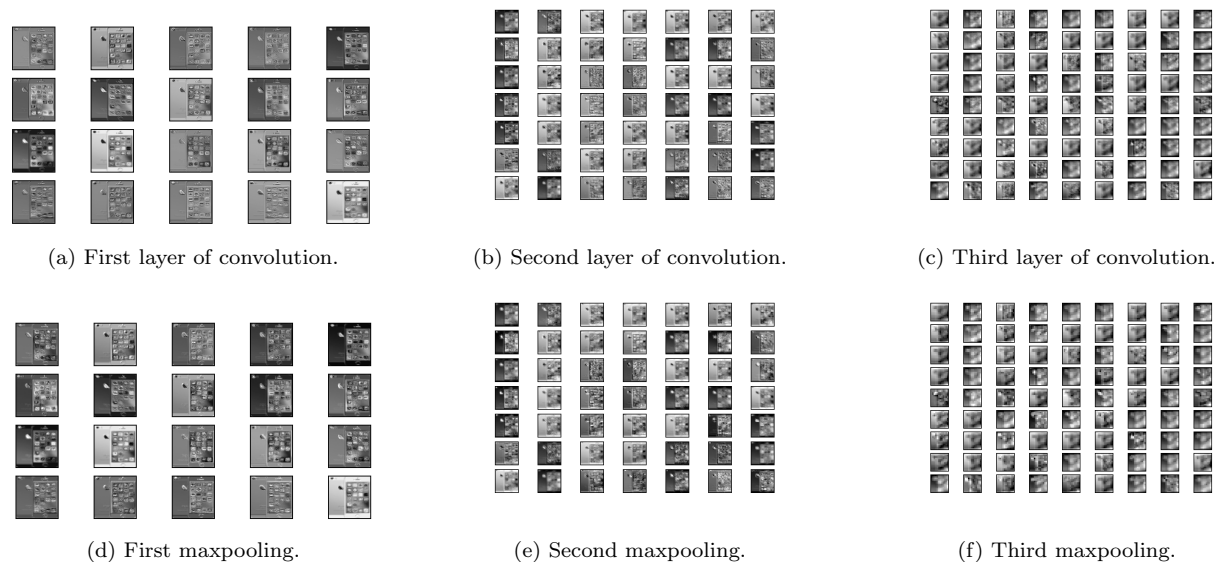 (a) First layer of convolution.
(b) Second layer of convolution.
(c) Third layer of convolution.
(d) First maxpooling.
(e) Second maxpooling.
(f) Third maxpooling.